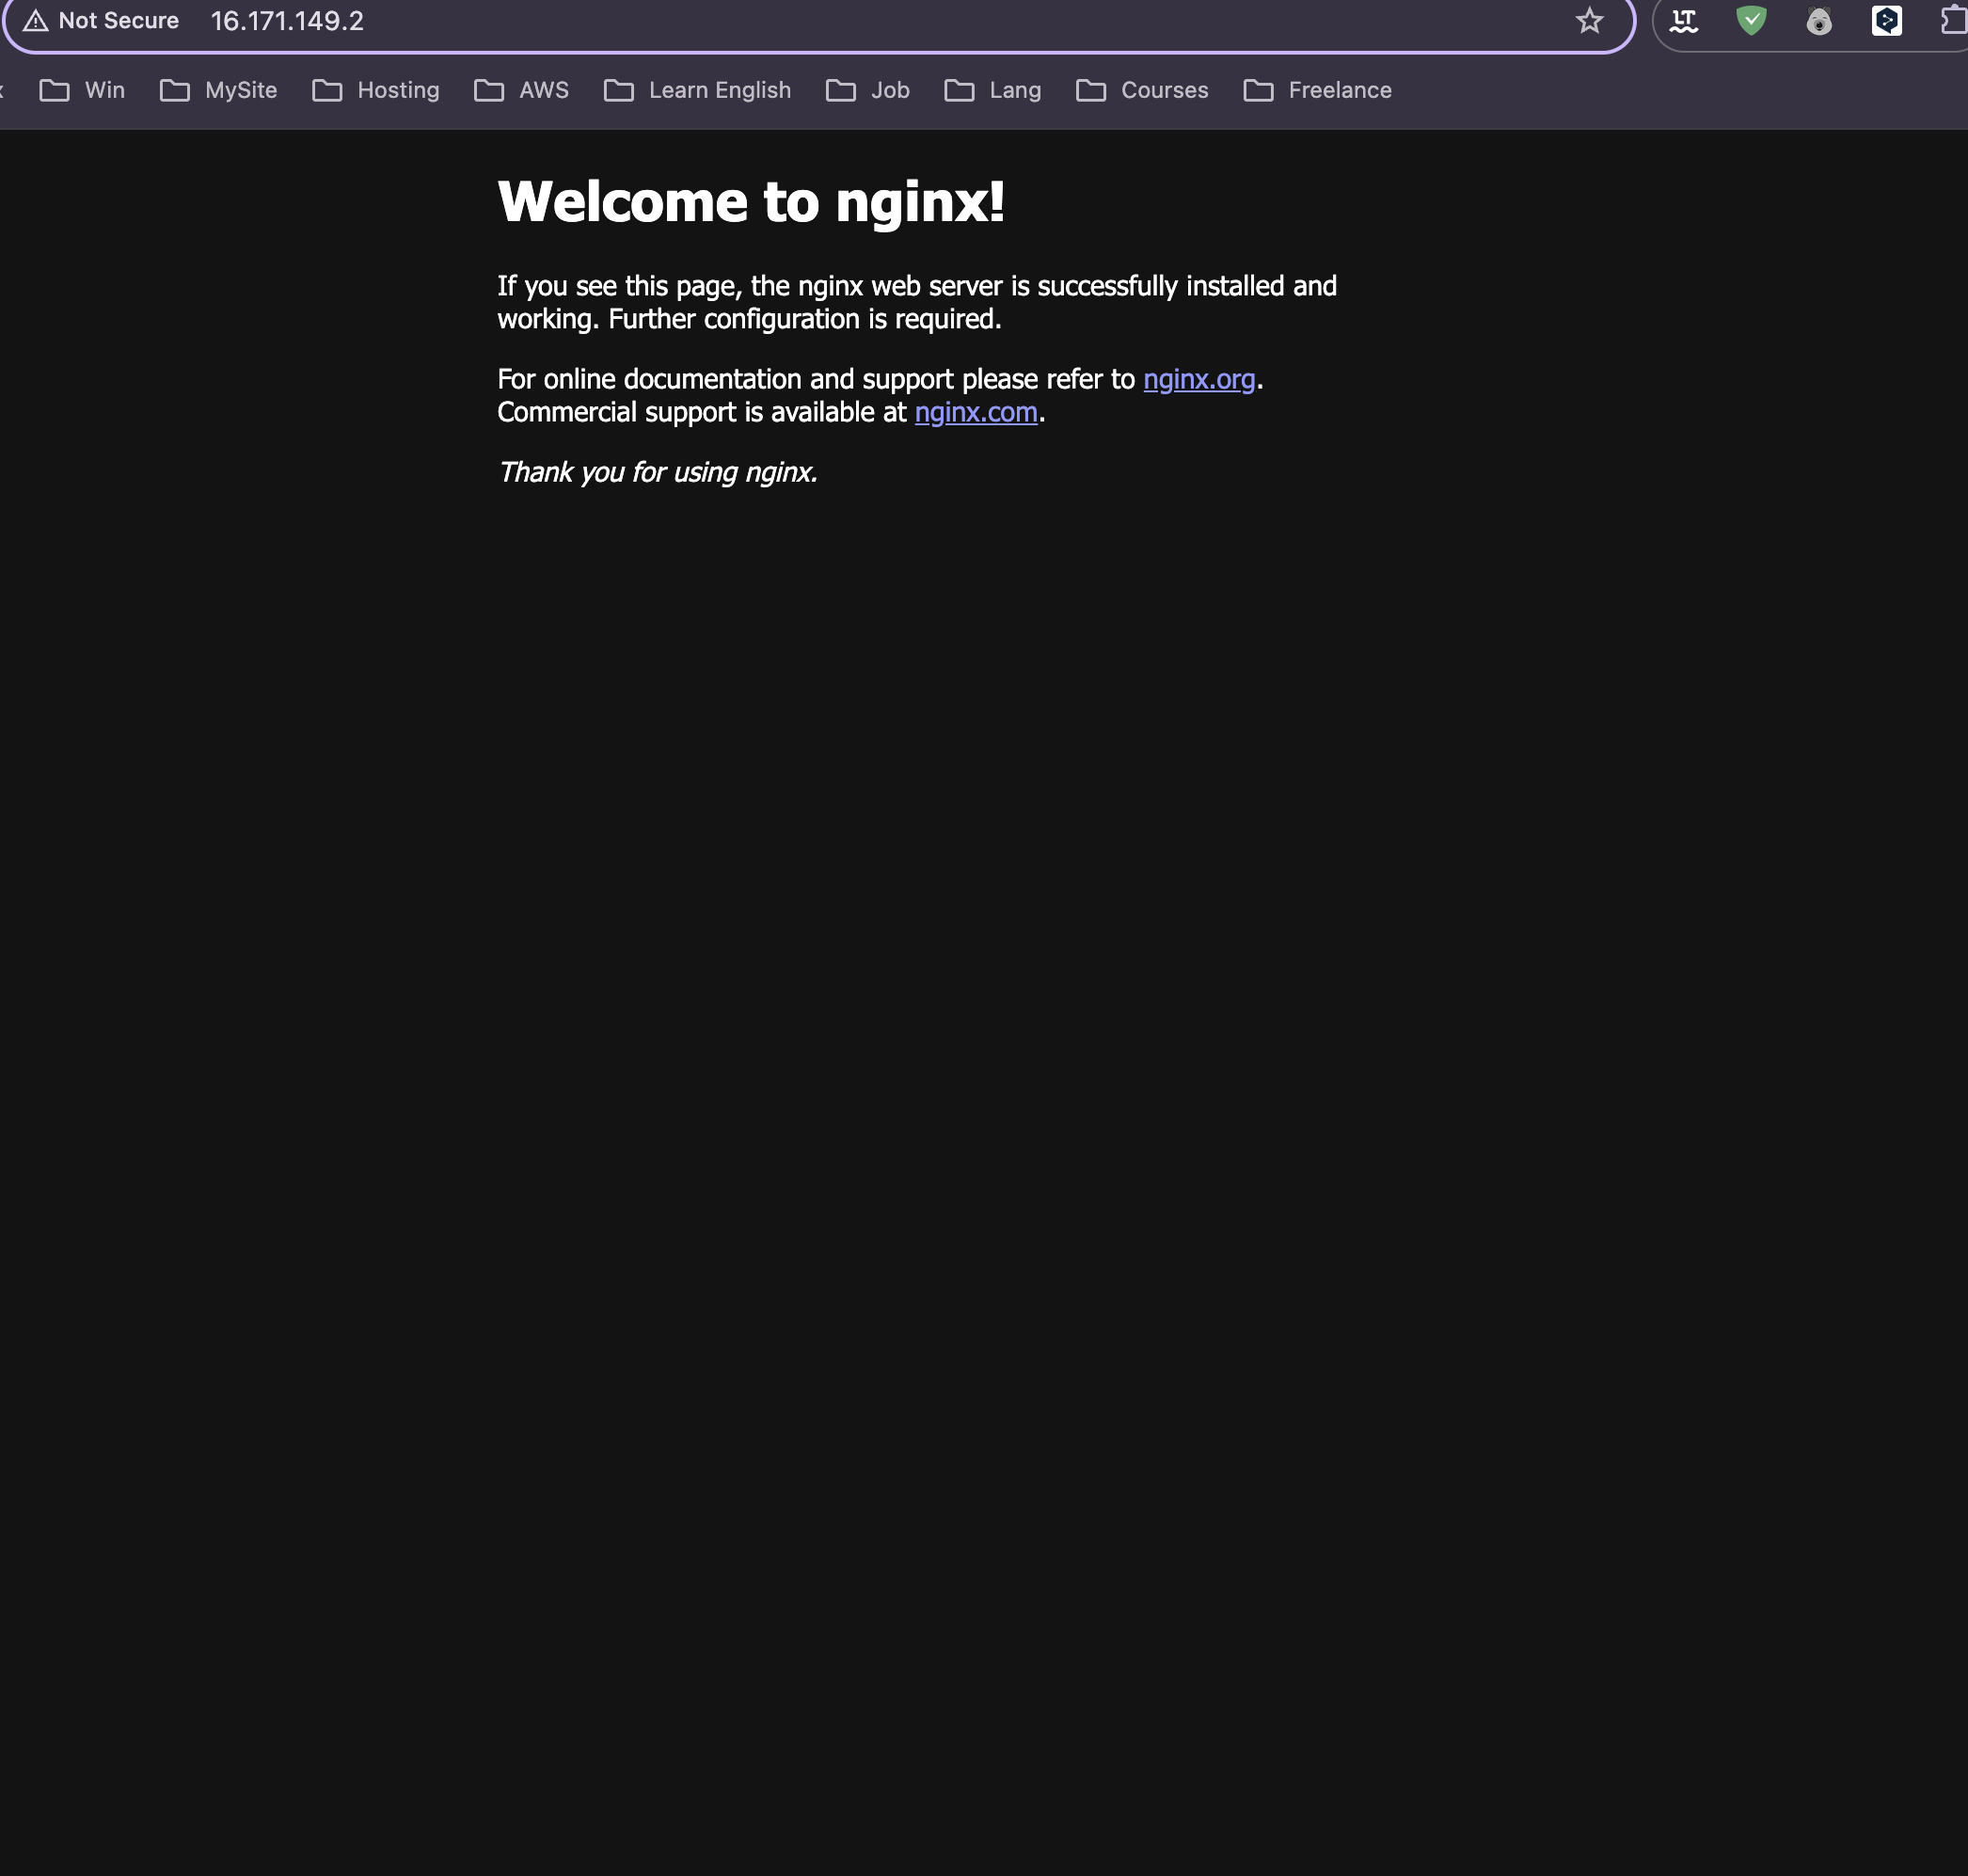 Not Secure 16.171.149.2
LT
Win MySite Hosting AWS Learn English Job Lang Courses Freelance
Welcome to nginx!
If you see this page, the nginx web server is successfully installed and
working. Further configuration is required.
For online documentation and support please refer to nginx.org.
Commercial support is available at nginx.com.
Thank you for using nginx.